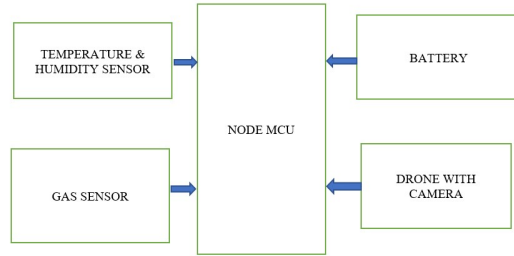 TEMPERATURE &
HUMIDITY SENSOR
GAS SENSOR
NODE MCU
BATTERY
DRONE WITH
CAMERA